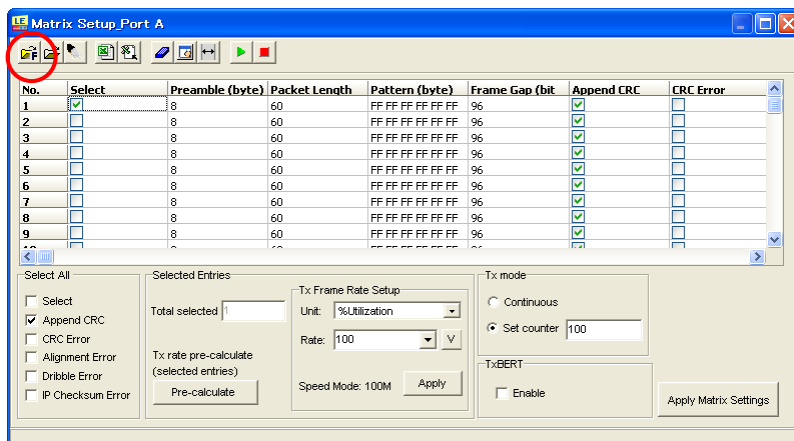 LE Matrix Setup_Port A
F
No. Select Preamble (byte) Packet Length Pattern (byte) Frame Gap (bit Append CRC CRC Error
1 8 60 FF FF FF FF FF FF 96
2 8 60 FF FF FF FF FF FF 96
3 8 60 FF FF FF FF FF FF 96
4 8 60 FF FF FF FF FF FF 96
5 8 60 FF FF FF FF FF FF 96
6 8 60 FF FF FF FF FF FF 96
7 8 60 FF FF FF FF FF FF 96
8 8 60 FF FF FF FF FF FF 96
9 8 60 FF FF FF FF FF FF 96
Select All
Select
Append CRC
CRC Error
Alignment Error
Dribble Error
IP Checksum Error
Selected Entries
Total selected 1
Tx rate pre-calculate
(selected entries)
Pre-calculate
Tx Frame Rate Setup
Unit: %Utilization
Rate: 100 V
Speed Mode: 100M Apply
Tx mode
Continuous
Set counter 100
TxBERT
Enable
Apply Matrix Settings